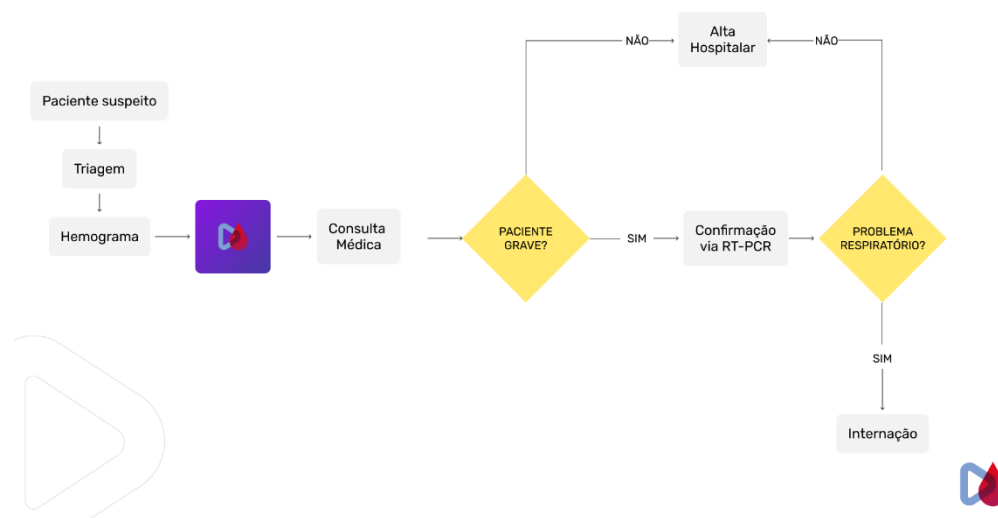 Paciente suspeito
Triagem
Hemograma
Consulta
Médica
PACIENTE
GRAVE?
NÃO
SIM
Alta
Hospitalar
Confirmação
via RT-PCR
PROBLEMA
RESPIRATÓRIO?
NÃO
SIM
Internação